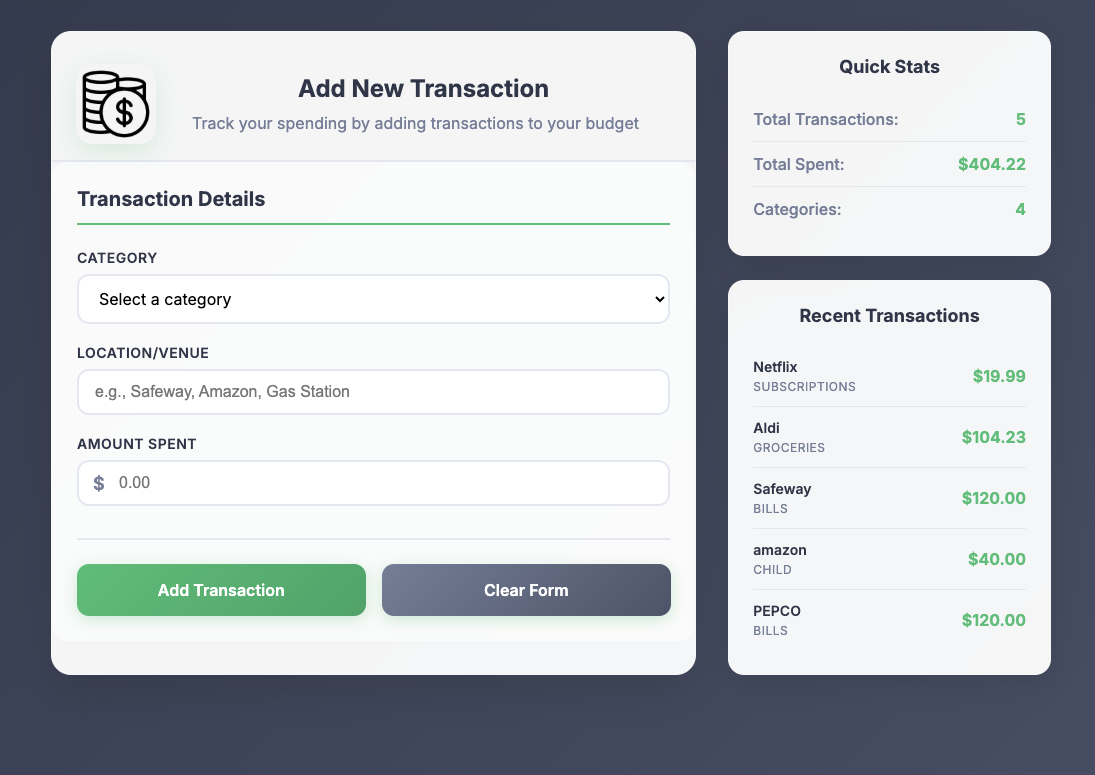 $
Add New Transaction
Track your spending by adding transactions to your budget
Transaction Details
CATEGORY
Select a category
LOCATION/VENUE
e.g., Safeway, Amazon, Gas Station
AMOUNT SPENT
$ 0.00
Add Transaction
Clear Form
Quick Stats
Total Transactions: 5
Total Spent: $404.22
Categories: 4
Recent Transactions
Netflix
SUBSCRIPTIONS
$19.99
Aldi
GROCERIES
$104.23
Safeway
BILLS
$120.00
amazon
CHILD
$40.00
PEPCO
BILLS
$120.00